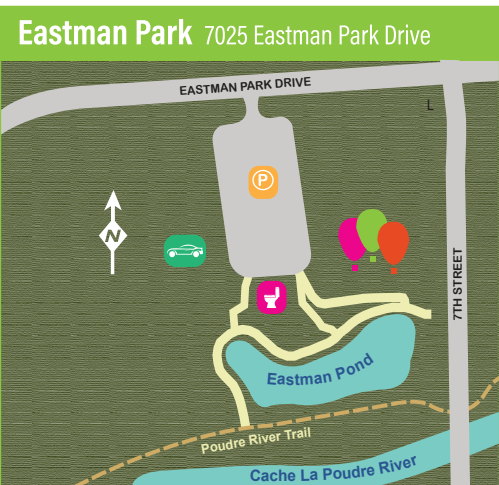 Eastman Park 7025 Eastman Park Drive
EASTMAN PARK DRIVE
L
P
N
7TH STREET
Eastman Pond
Poudre River Trail
Cache La Poudre River